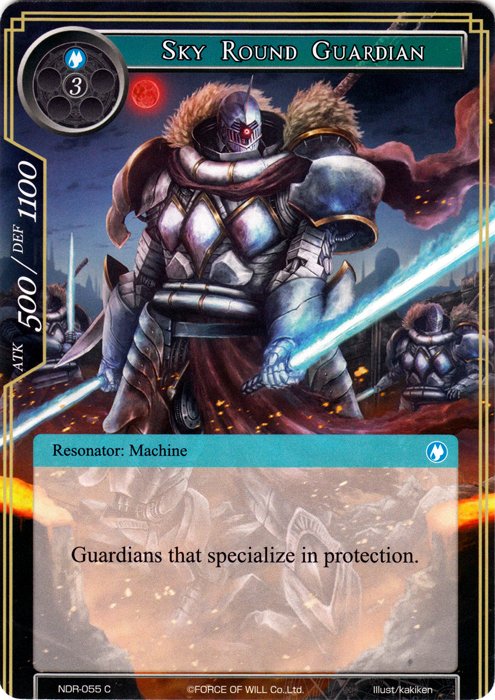 SKY ROUND GUARDIAN
3
ATK 500 / DEF 1100
Resonator: Machine
Guardians that specialize in protection.
NDR-055 C
©FORCE OF WILL Co.,Ltd.
Illust/kakiken